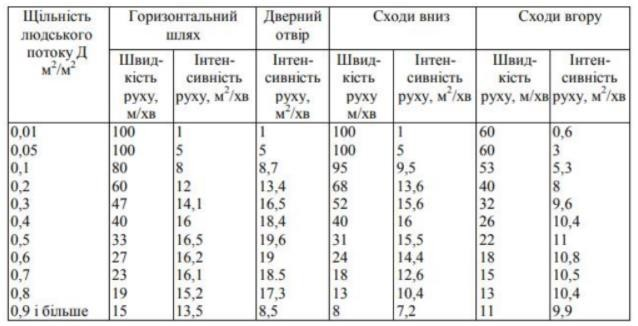 Щільність людського потоку Д м²/м² | Горизонтальний шлях | Дверний отвір | Сходи вниз | Сходи вгору
Швид-кість руху, м/хв | Інтен-сивність руху, м²/хв | Інтен-сивність руху, м²/хв | Швид-кість руху м/хв | Інтен-сивність руху, м²/хв | Швид-кість руху, м/хв | Інтен-сивність руху, м²/хв
0,01 | 100 | 1 | 1 | 100 | 1 | 60 | 0,6
0,05 | 100 | 5 | 5 | 100 | 5 | 60 | 3
0,1 | 80 | 8 | 8,7 | 95 | 9,5 | 53 | 5,3
0,2 | 60 | 12 | 13,4 | 68 | 13,6 | 40 | 8
0,3 | 47 | 14,1 | 16,5 | 52 | 15,6 | 32 | 9,6
0,4 | 40 | 16 | 18,4 | 40 | 16 | 26 | 10,4
0,5 | 33 | 16,5 | 19,6 | 31 | 15,5 | 22 | 11
0,6 | 27 | 16,2 | 19 | 24 | 14,4 | 18 | 10,8
0,7 | 23 | 16,1 | 18.5 | 18 | 12,6 | 15 | 10,5
0,8 | 19 | 15,2 | 17,3 | 13 | 10,4 | 13 | 10,4
0,9 і більше | 15 | 13,5 | 8,5 | 8 | 7,2 | 11 | 9,9